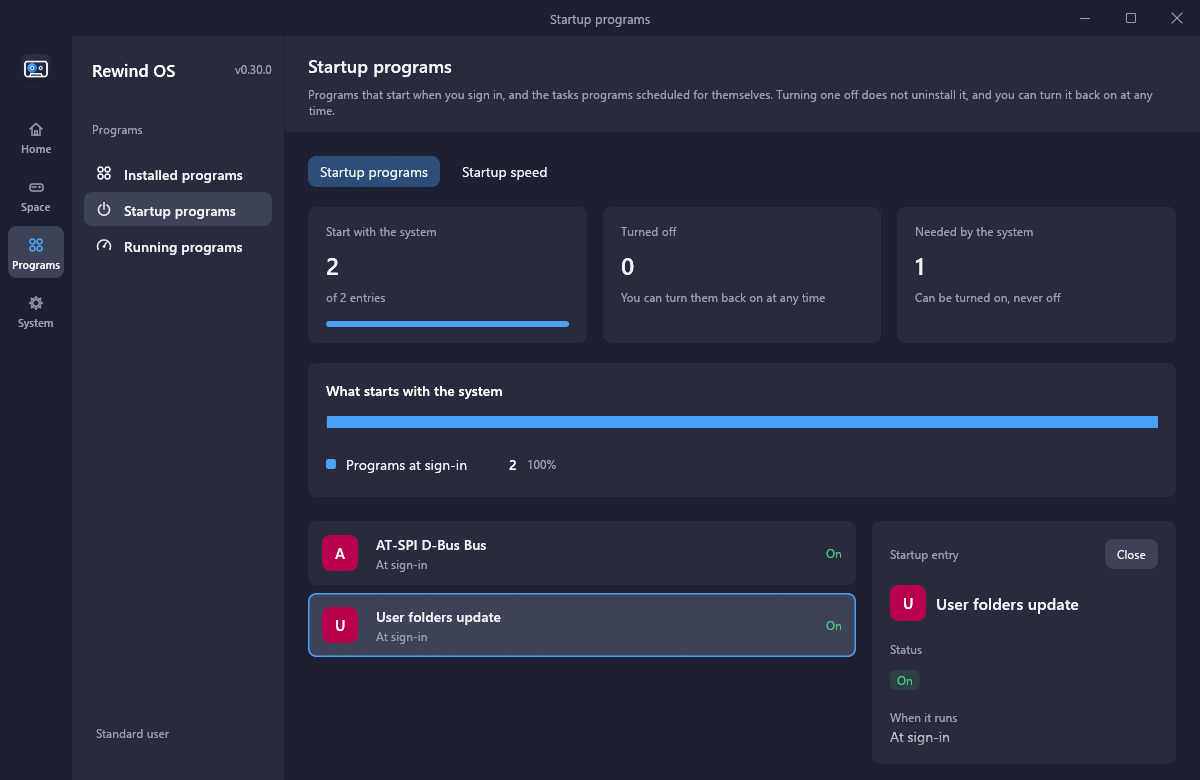 Startup programs
Rewind OS
v0.30.0
Home
Space
Programs
System
Programs
Installed programs
Startup programs
Running programs
Standard user
Startup programs
Programs that start when you sign in, and the tasks programs scheduled for themselves. Turning one off does not uninstall it, and you can turn it back on at any
time.
Startup programs
Startup speed
Start with the system
2
of 2 entries
Turned off
0
You can turn them back on at any time
Needed by the system
1
Can be turned on, never off
What starts with the system
Programs at sign-in 2 100%
A
AT-SPI D-Bus Bus
At sign-in
On
U
User folders update
At sign-in
On
Startup entry
Close
U
User folders update
Status
On
When it runs
At sign-in